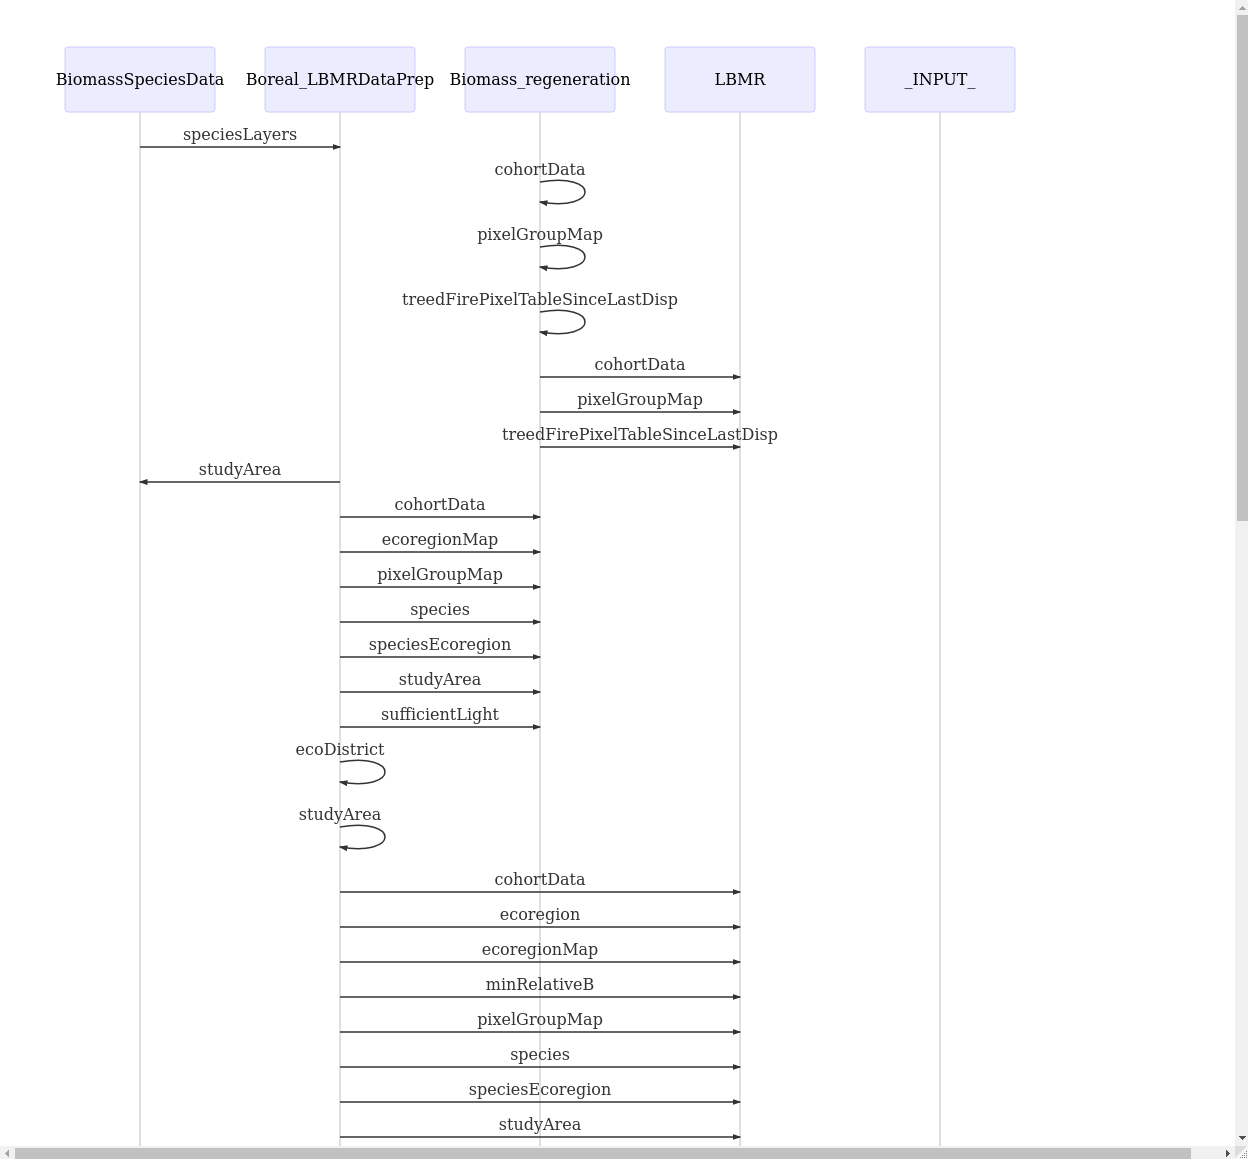 BiomassSpeciesData Boreal_LBMRDataPrep Biomass_regeneration LBMR _INPUT_
speciesLayers
cohortData
pixelGroupMap
treedFirePixelTableSinceLastDisp
cohortData
pixelGroupMap
treedFirePixelTableSinceLastDisp
studyArea
cohortData
ecoregionMap
pixelGroupMap
species
speciesEcoregion
studyArea
sufficientLight
ecoDistrict
studyArea
cohortData
ecoregion
ecoregionMap
minRelativeB
pixelGroupMap
species
speciesEcoregion
studyArea